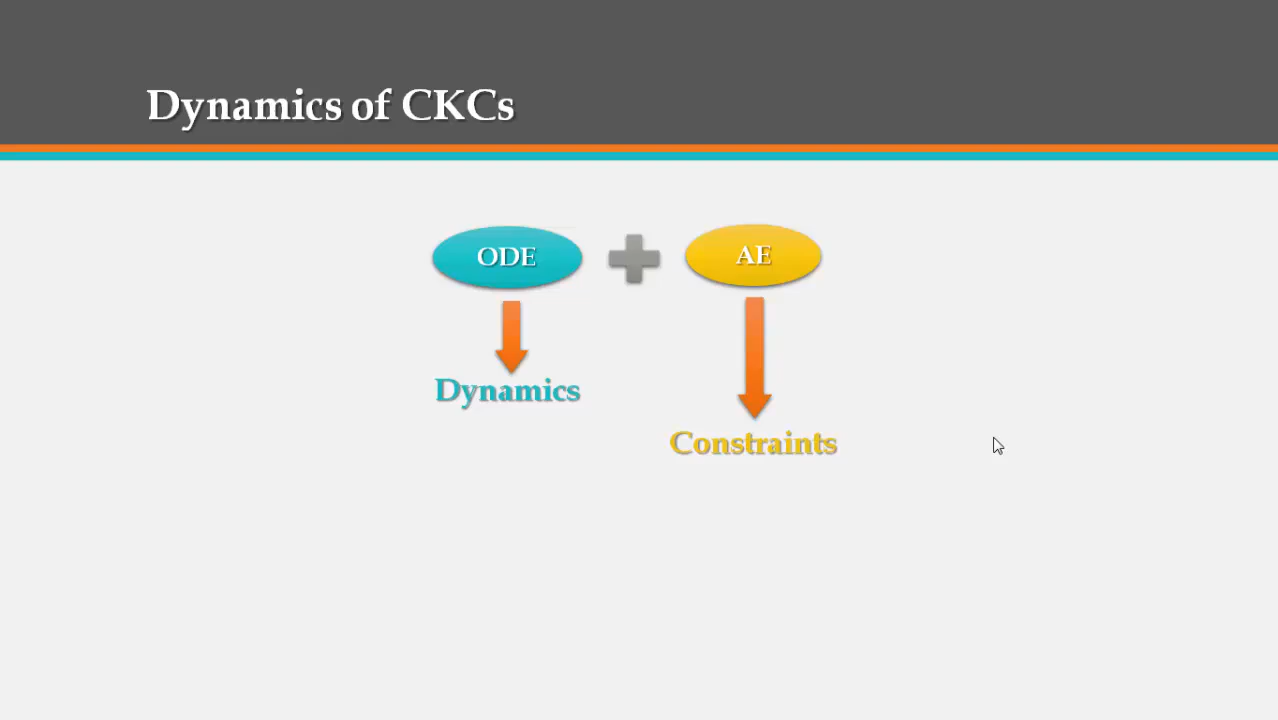 Dynamics of CKCs
ODE
AE
Dynamics
Constraints